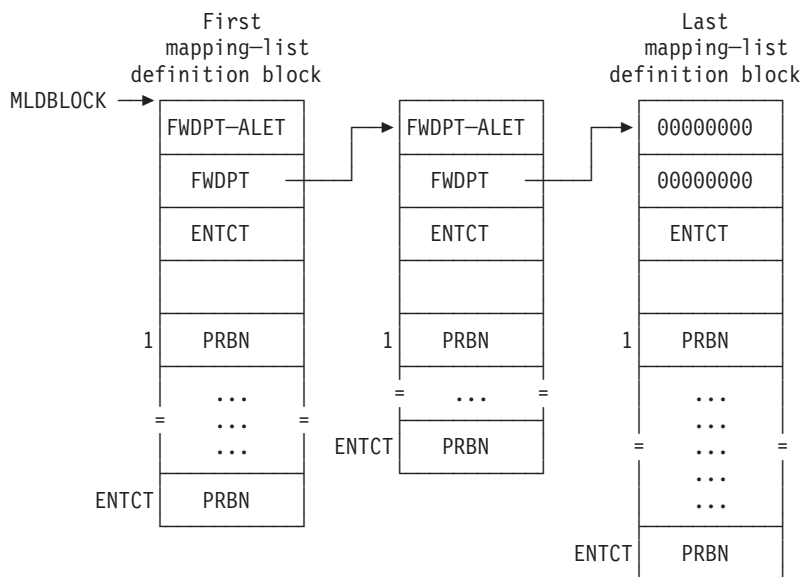 First
mapping—list
definition block
Last
mapping—list
definition block
MLDBLOCK
FWDPT—ALET
FWDPT—ALET
00000000
FWDPT
FWDPT
00000000
ENTCT
ENTCT
ENTCT
1 PRBN
1 PRBN
1 PRBN
...
= ... =
...
= ... =
...
...
ENTCT PRBN
= ... =
...
ENTCT PRBN
...
ENTCT PRBN